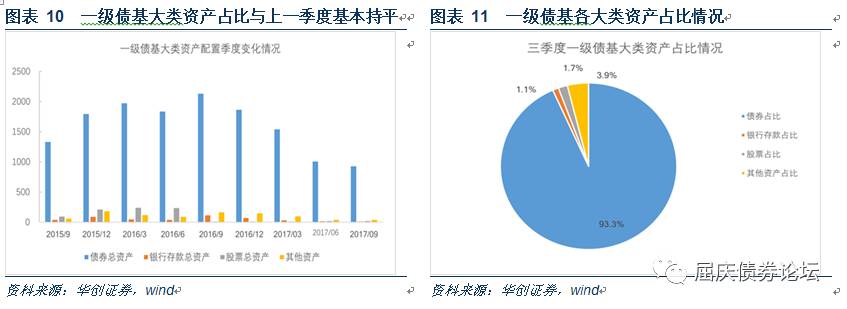 图表 10 一级债基大类资产占比与上一季度基本持平
一级债基大类资产配置季度变化情况
2500
2000
1500
1000
500
0
2015/9 2015/12 2016/3 2016/6 2016/9 2016/12 2017/03 2017/06 2017/09
债券总资产 银行存款总资产 股票总资产 其他资产
资料来源：华创证券，wind
图表 11 一级债基各大类资产占比情况
三季度一级债基大类资产占比情况
1.7%
3.9%
1.1%
93.3%
债券占比
银行存款占比
股票占比
其他资产占比
屈庆债券论坛
资料来源：华创证券，wind